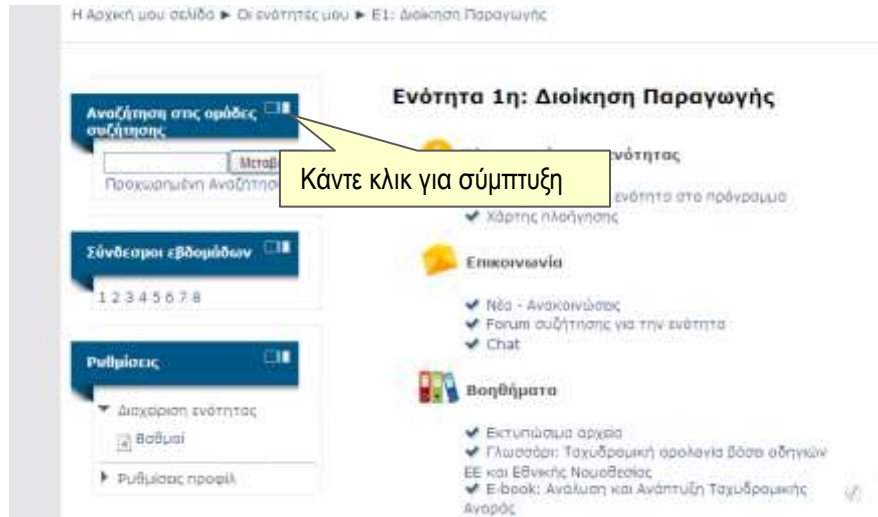 Η Αρχική μου σελίδα ► Οι ενότητές μου ► Ε1: Διοίκηση Παραγωγής
Αναζήτηση στις ομάδες
συζήτησης
Μεταβ
Προχωρημένη Αναζήτησ
Σύνδεσμοι εβδομάδων
1 2 3 4 5 6 7 8
Ρυθμίσεις
Διαχείριση ενότητας
Βαθμοί
Ρυθμίσεις προφίλ
Κάντε κλικ για σύμπτυξη
Ενότητα 1η: Διοίκηση Παραγωγής
ενότητας
ενότητα στο πρόγραμμα
Χάρτης πλοήγησης
Επικοινωνία
Νέα - Ανακοινώσεις
Forum συζήτησης για την ενότητα
Chat
Βοηθήματα
Εκτυπώσιμα αρχεία
Γλωσσάρι: Ταχυδρομική ορολογία βάσει οδηγιών
ΕΕ και Εθνικής Νομοθεσίας
E-book: Ανάλυση και Ανάπτυξη Ταχυδρομικής
Αγοράς